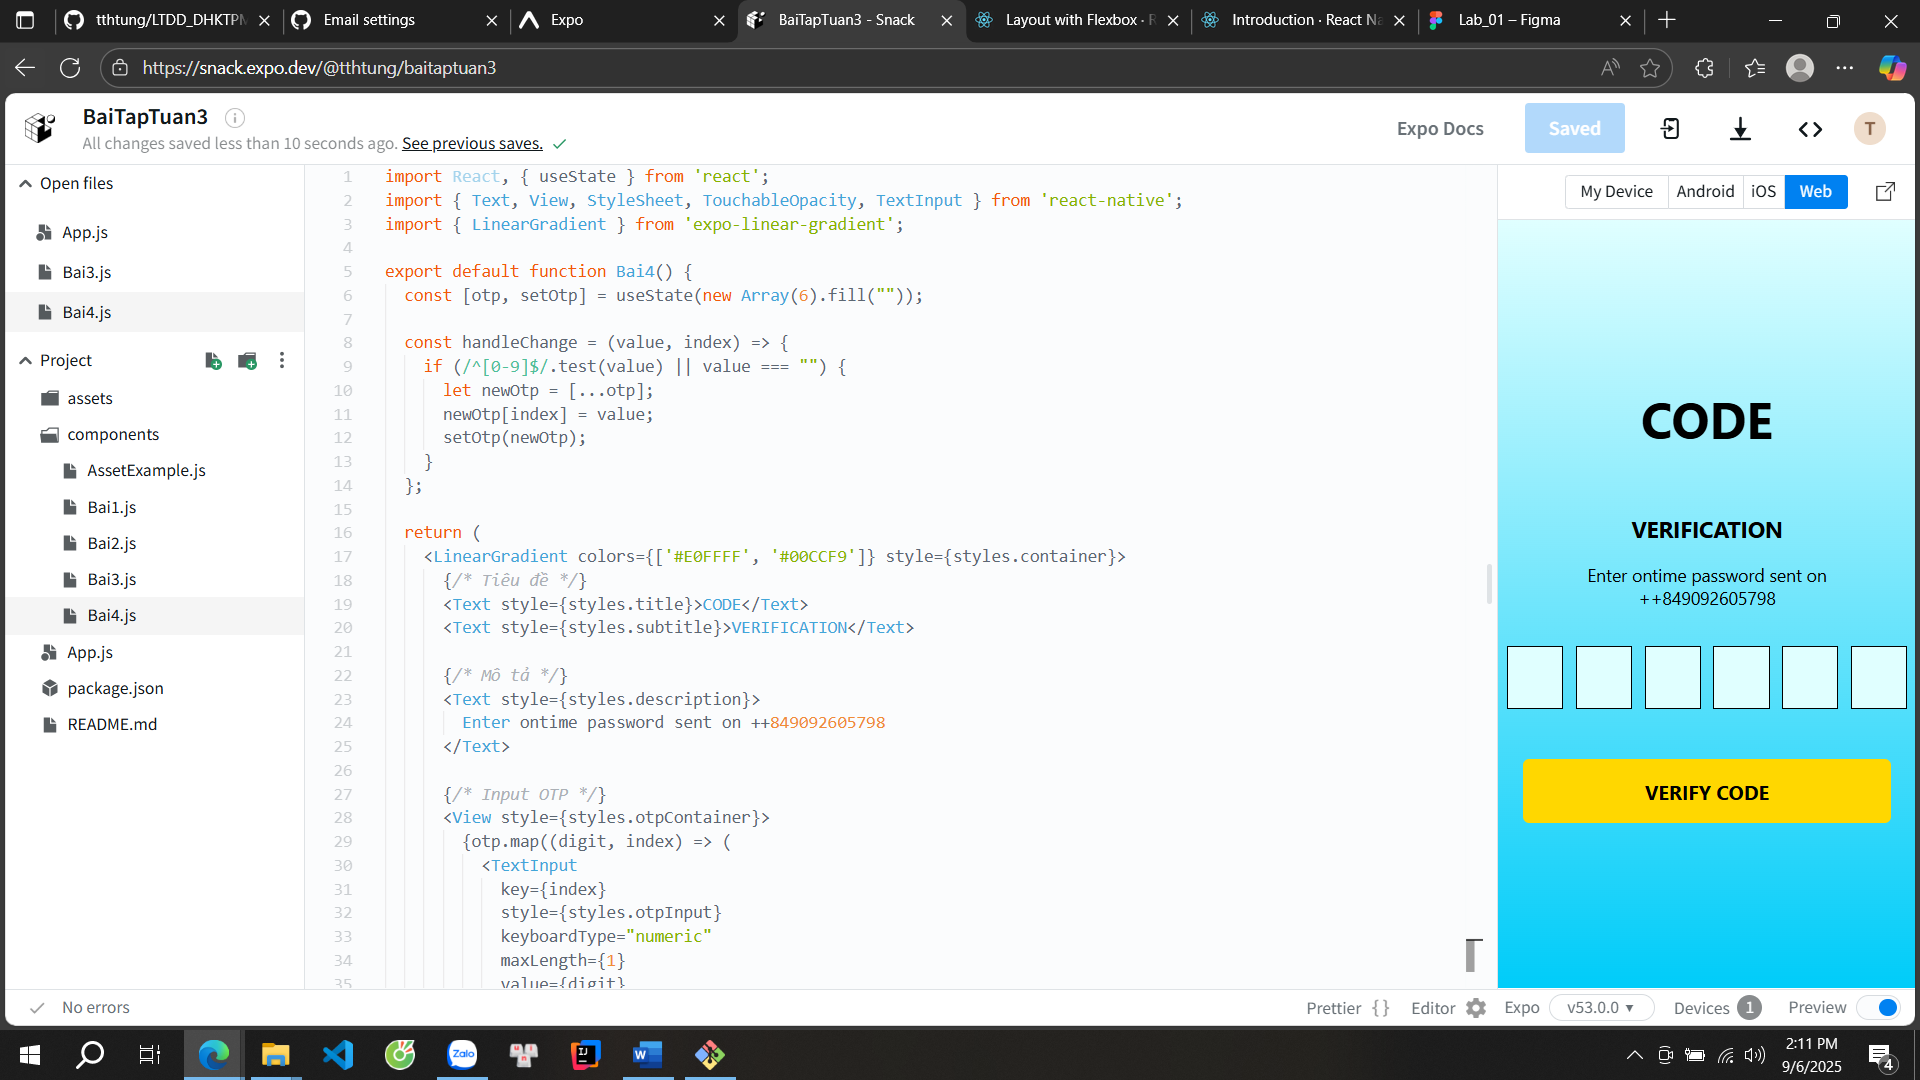 tthtung/LTDD_DHKTPM
Email settings
Expo
BaiTapTuan3 - Snack
Layout with Flexbox · R
Introduction · React Na
Lab_01 – Figma
https://snack.expo.dev/@tthtung/baitaptuan3
BaiTapTuan3
All changes saved less than 10 seconds ago. See previous saves.
Expo Docs
Saved
T
Open files
App.js
Bai3.js
Bai4.js
Project
assets
components
AssetExample.js
Bai1.js
Bai2.js
Bai3.js
Bai4.js
App.js
package.json
README.md
1 import React, { useState } from 'react';
2 import { Text, View, StyleSheet, TouchableOpacity, TextInput } from 'react-native';
3 import { LinearGradient } from 'expo-linear-gradient';
4
5 export default function Bai4() {
6 const [otp, setOtp] = useState(new Array(6).fill(""));
7
8 const handleChange = (value, index) => {
9 if (/^[0-9]$/.test(value) || value === "") {
10 let newOtp = [...otp];
11 newOtp[index] = value;
12 setOtp(newOtp);
13 }
14 };
15
16 return (
17 <LinearGradient colors={['#E0FFFF', '#00CCF9']} style={styles.container}>
18 {/* Tiêu đề */}
19 <Text style={styles.title}>CODE</Text>
20 <Text style={styles.subtitle}>VERIFICATION</Text>
21
22 {/* Mô tả */}
23 <Text style={styles.description}>
24 Enter ontime password sent on ++849092605798
25 </Text>
26
27 {/* Input OTP */}
28 <View style={styles.otpContainer}>
29 {otp.map((digit, index) => (
30 <TextInput
31 key={index}
32 style={styles.otpInput}
33 keyboardType="numeric"
34 maxLength={1}
35 value={digit}
My Device
Android
iOS
Web
CODE
VERIFICATION
Enter ontime password sent on
++849092605798
VERIFY CODE
No errors
Prettier { }
Editor
Expo
v53.0.0
Devices 1
Preview
Zalo
2:11 PM
9/6/2025
4